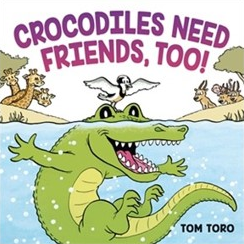 CROCODILES NEED
FRIENDS, TOO!
TOM TORO